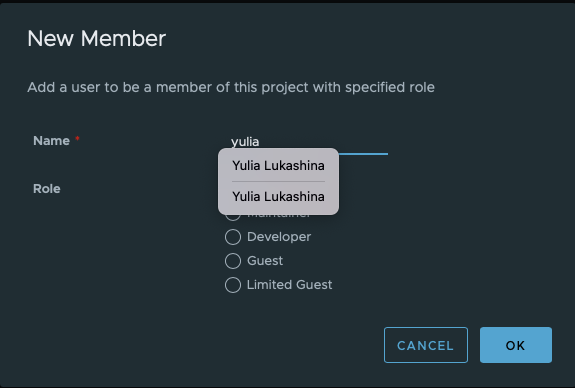 New Member
Add a user to be a member of this project with specified role
Name *
yulia
Yulia Lukashina
Yulia Lukashina
Role
Maintainer
Developer
Guest
Limited Guest
CANCEL
OK